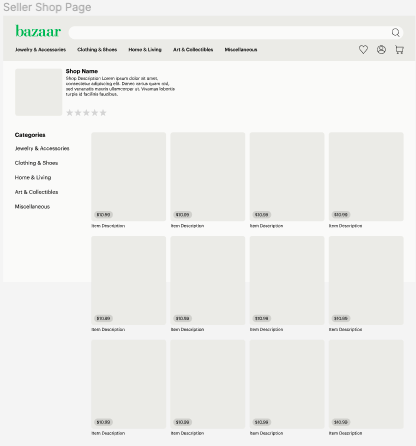 Seller Shop Page
bazaar
Jewelry & Accessories Clothing & Shoes Home & Living Art & Collectibles Miscellaneous
Shop Name
Shop Description Lorem ipsum dolor sit amet,
consectetur adipiscing elit. Donec varius quam nisl,
sed venenatis mauris ullamcorper ut. Vivamus lobortis
turpis id facilisis faucibus.
Categories
Jewelry & Accessories
Clothing & Shoes
Home & Living
Art & Collectibles
Miscellaneous
$10.99 $10.99 $10.99 $10.99
Item Description Item Description Item Description Item Description
$10.99 $10.99 $10.99 $10.99
Item Description Item Description Item Description Item Description
$10.99 $10.99 $10.99 $10.99
Item Description Item Description Item Description Item Description